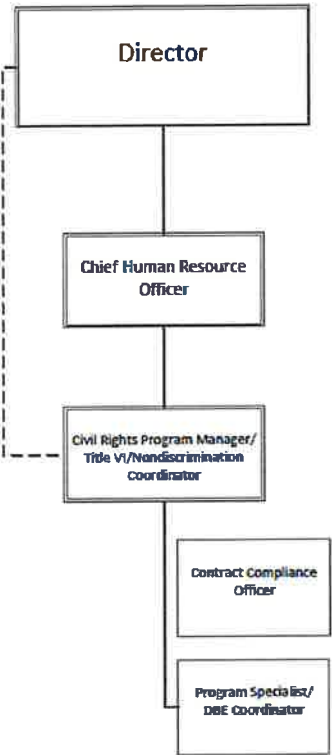 Director
Chief Human Resource
Officer
Civil Rights Program Manager/
Title VI/Nondiscrimination
Coordinator
Contract Compliance
Officer
Program Specialist/
DBE Coordinator